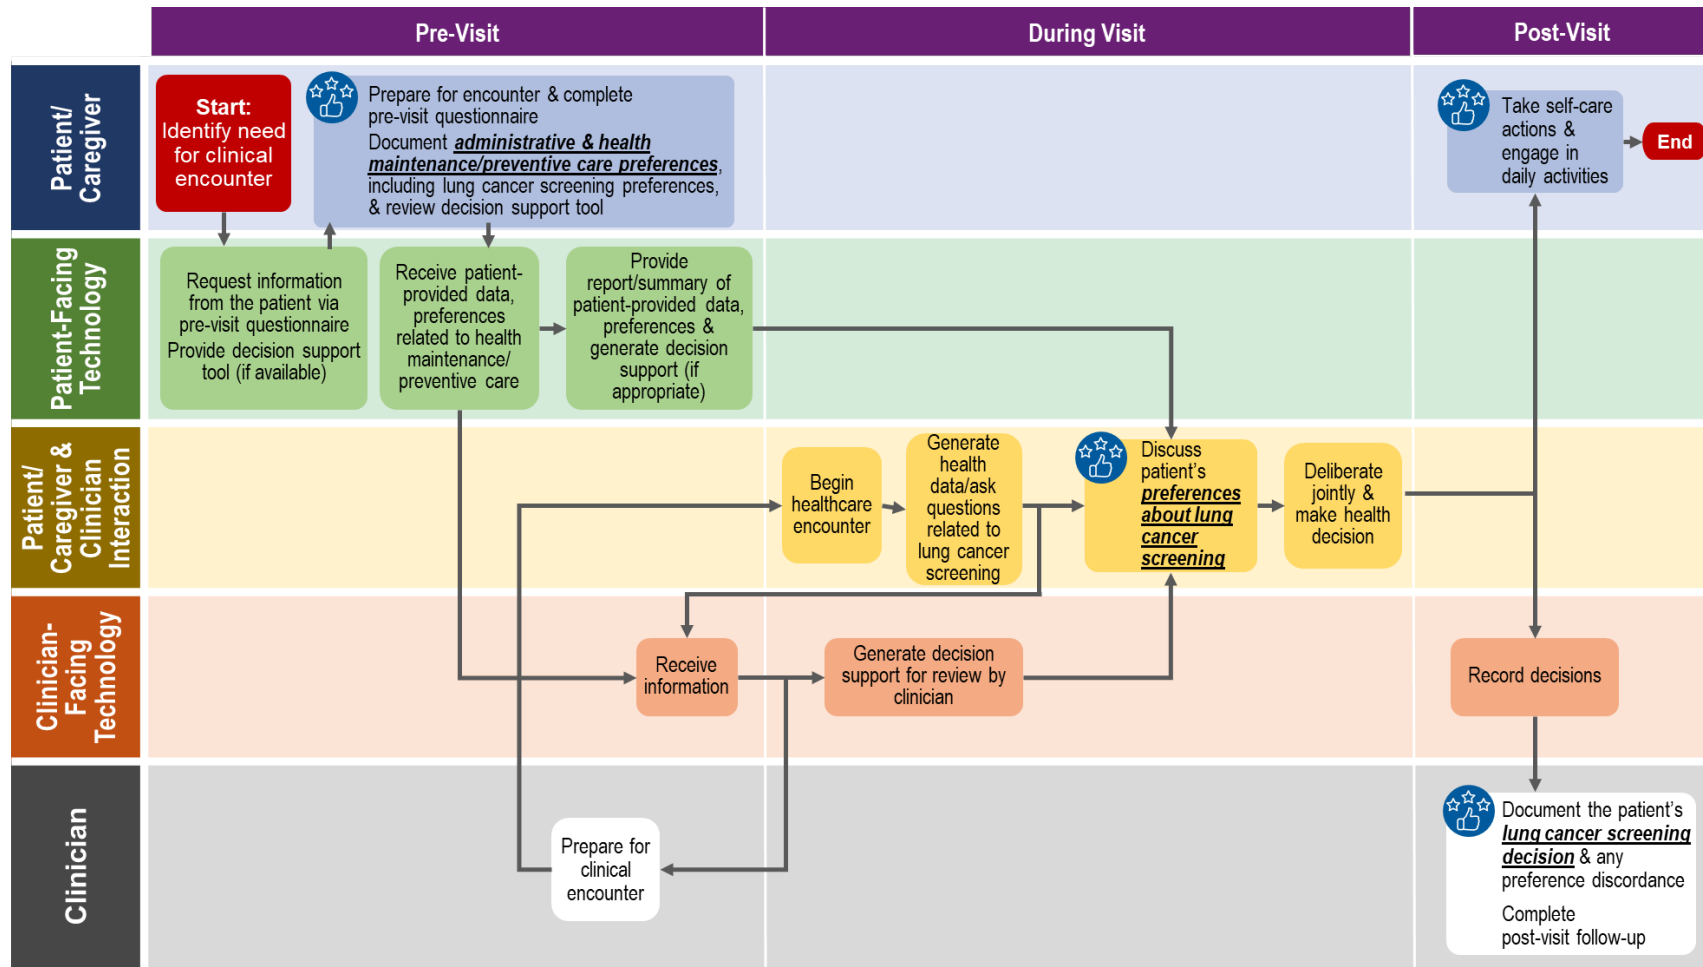 Pre-Visit
During Visit
Post-Visit
Patient/
Caregiver
Start:
Identify need
for clinical
encounter
Prepare for encounter & complete
pre-visit questionnaire
Document administrative & health
maintenance/preventive care preferences,
including lung cancer screening preferences,
& review decision support tool
Take self-care
actions &
engage in
daily activities
End
Patient-Facing
Technology
Request information
from the patient via
pre-visit questionnaire
Provide decision support
tool (if available)
Receive patient-
provided data,
preferences
related to health
maintenance/
preventive care
Provide
report/summary of
patient-provided data,
preferences &
generate decision
support (if
appropriate)
Patient/
Caregiver &
Clinician
Interaction
Begin
healthcare
encounter
Generate
health
data/ask
questions
related to
lung cancer
screening
Discuss
patient's
preferences
about lung
cancer
screening
Deliberate
jointly &
make health
decision
Clinician-
Facing
Technology
Receive
information
Generate decision
support for review by
clinician
Record decisions
Clinician
Prepare for
clinical
encounter
Document the patient's
lung cancer screening
decision & any
preference discordance
Complete
post-visit follow-up